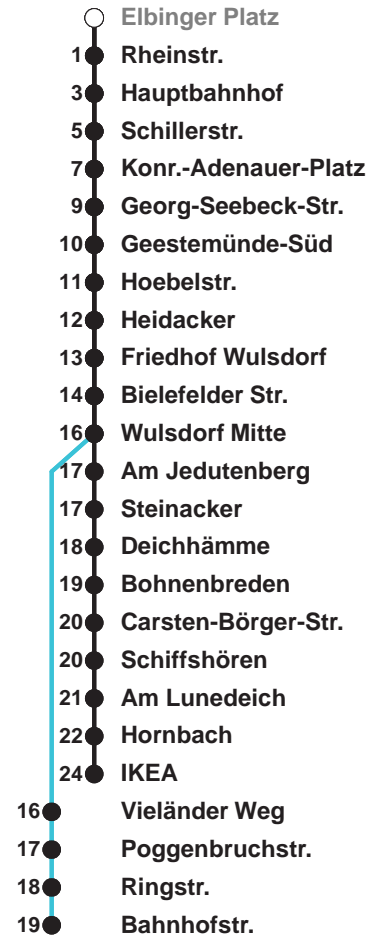 Elbinger Platz
1 Rheinstr.
3 Hauptbahnhof
5 Schillerstr.
7 Konr.-Adenauer-Platz
9 Georg-Seebeck-Str.
10 Geestemünde-Süd
11 Hoebelstr.
12 Heidacker
13 Friedhof Wulsdorf
14 Bielefelder Str.
16 Wulsdorf Mitte
17 Am Jedutenberg
17 Steinacker
18 Deichhämme
19 Bohnenbreden
20 Carsten-Börger-Str.
20 Schiffshören
21 Am Lunedeich
22 Hornbach
24 IKEA
16 Vieländer Weg
17 Poggenbruchstr.
18 Ringstr.
19 Bahnhofstr.